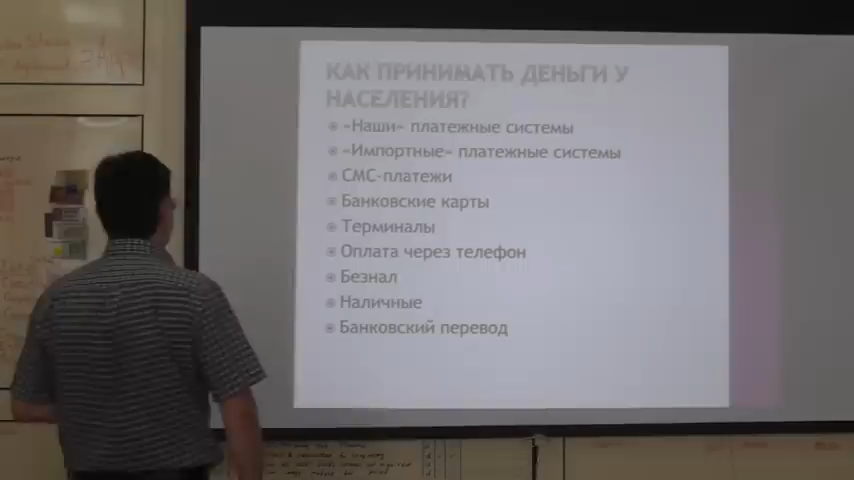 КАК ПРИНИМАТЬ ДЕНЬГИ У
НАСЕЛЕНИЯ?
«Наши» платежные системы
«Импортные» платежные системы
СМС-платежи
Банковские карты
Терминалы
Оплата через телефон
Безнал
Наличные
Банковский перевод